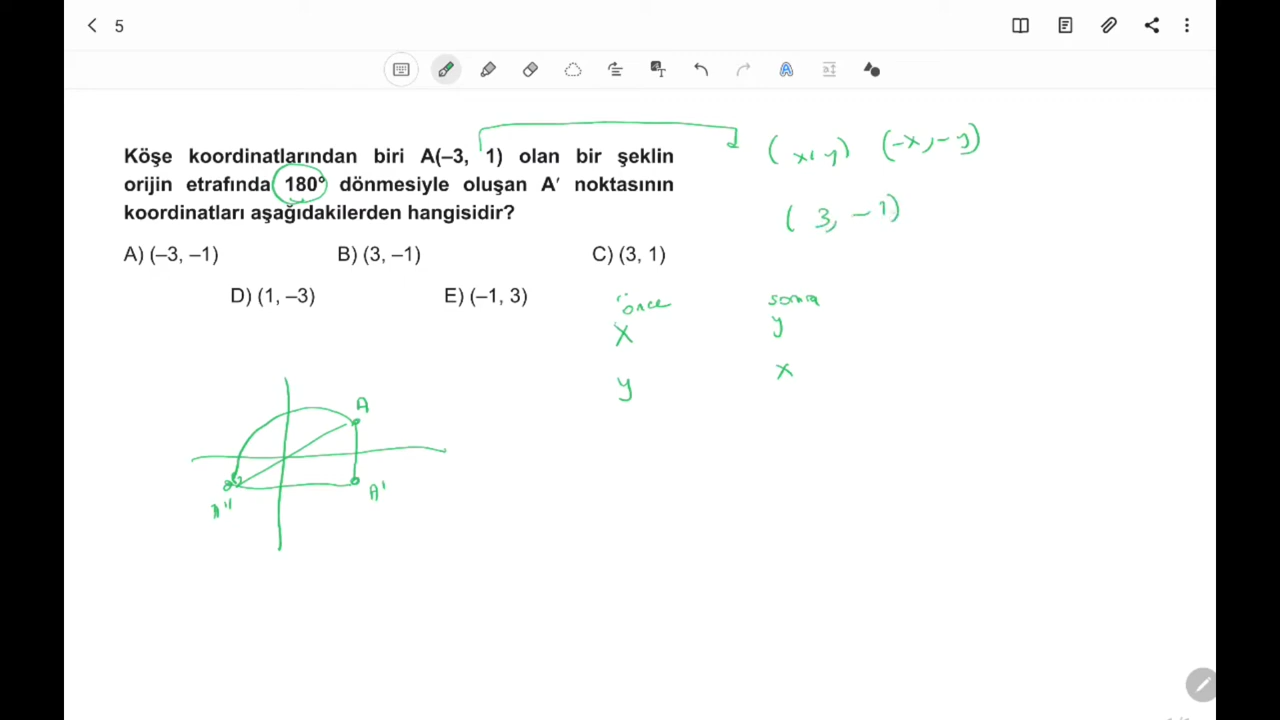 5
Köşe koordinatlarından biri A(–3, 1) olan bir şeklin
orijin etrafında 180° dönmesiyle oluşan A′ noktasının
koordinatları aşağıdakilerden hangisidir?
A) (–3, –1) B) (3, –1) C) (3, 1)
D) (1, –3) E) (–1, 3)
(x, y) (-x, -y)
(3, -1)
önce sonra
x y
y x
A
A'
A"